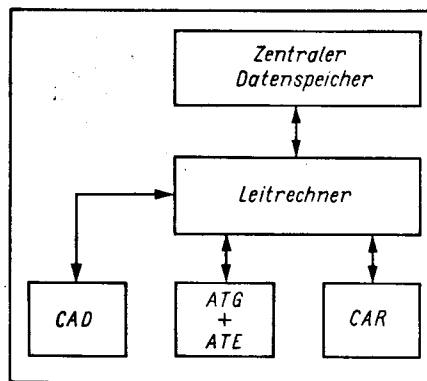 Zentraler
Datenspeicher
Leitrechner
CAD
ATG
+
ATE
CAR